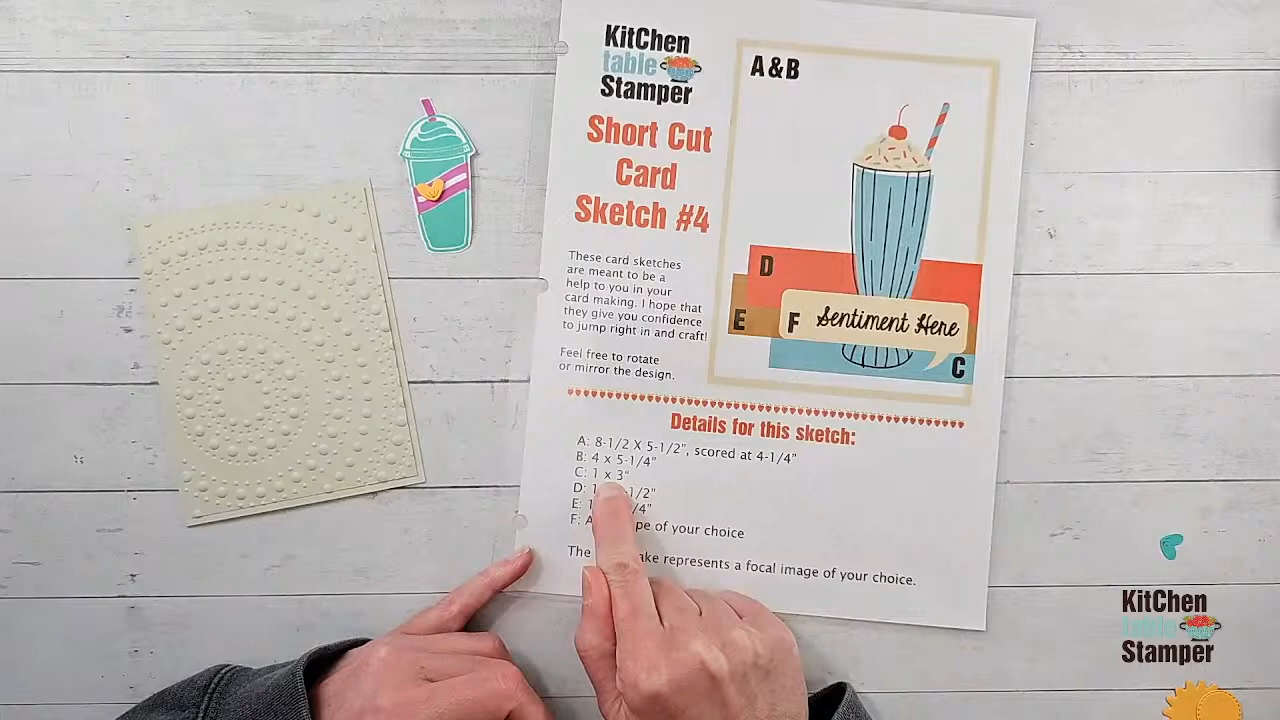 KitChen
table
Stamper
Short Cut
Card
Sketch #4
These card sketches
are meant to be a
help to you in your
card making. I hope that
they give you confidence
to jump right in and craft!
Feel free to rotate
or mirror the design.
A & B
D
E
F
Sentiment Here
C
Details for this sketch:
A: 8-1/2 X 5-1/2", scored at 4-1/4"
B: 4 x 5-1/4"
C: 1 x 3"
D: 1/2"
E: /4"
F: of your choice
The represents a focal image of your choice.
KitChen
table
Stamper